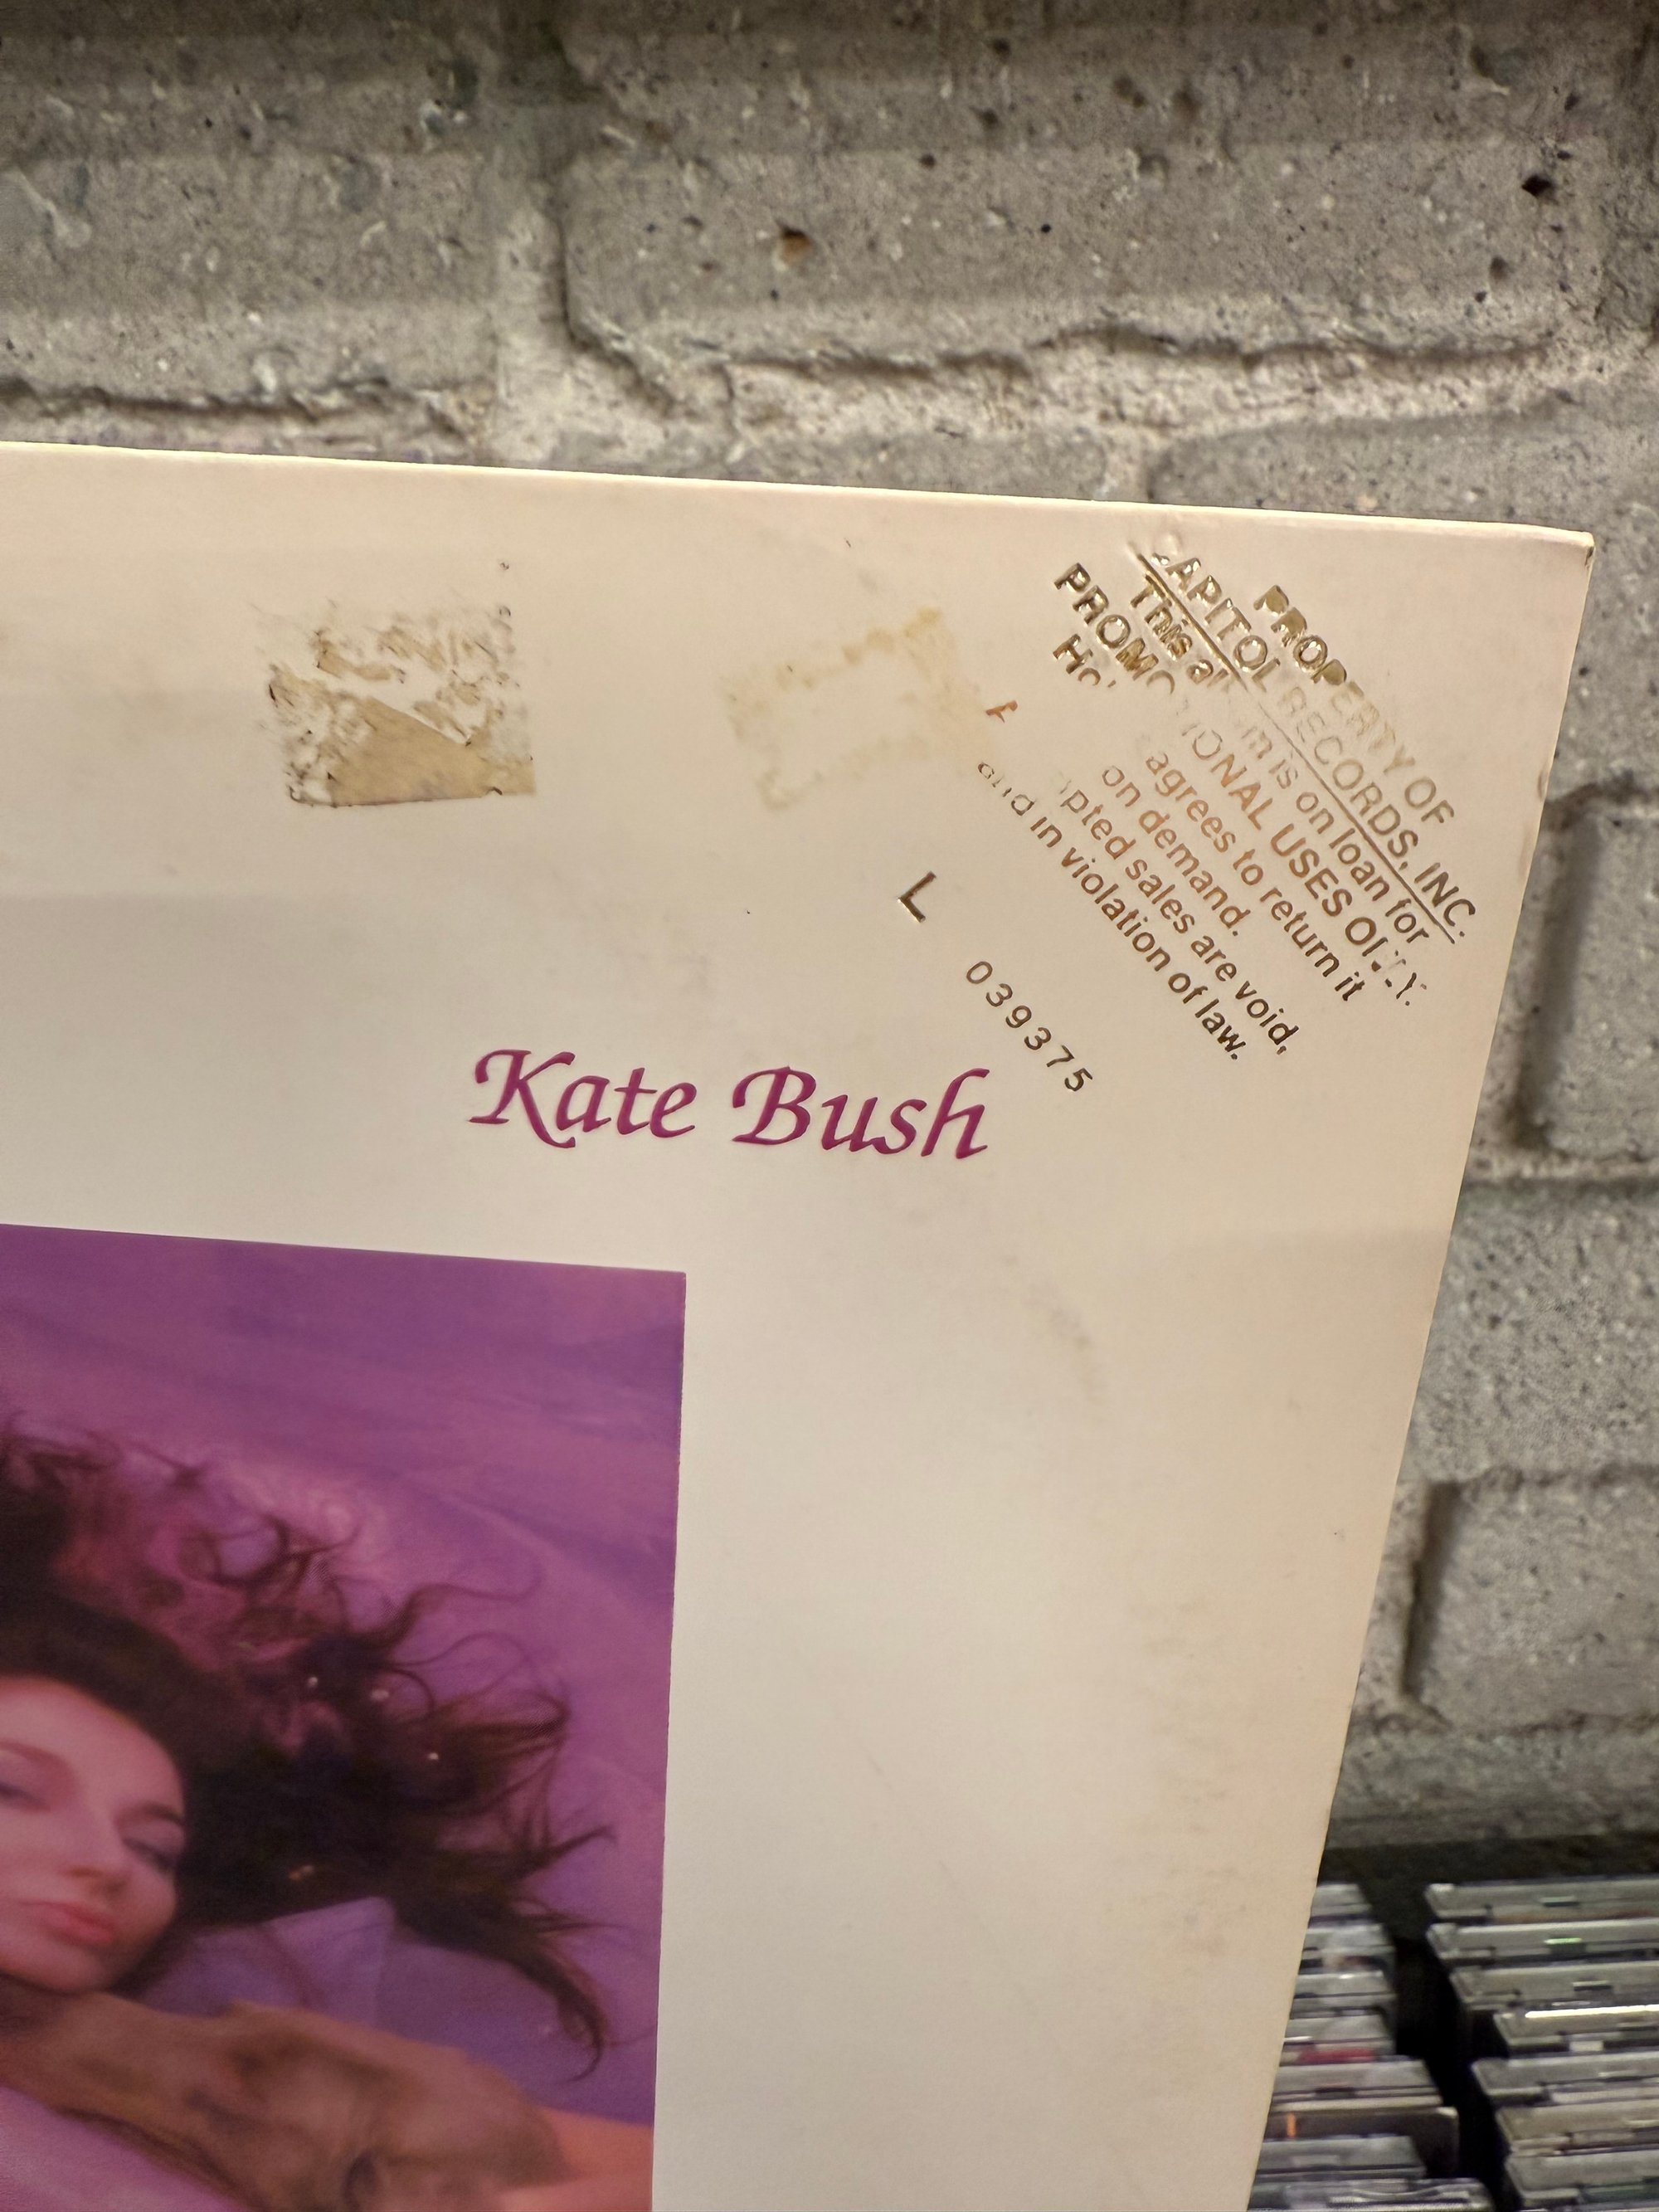 PROPERTY OF
CAPITOL RECORDS, INC.
This is on loan for
PROMOTIONAL USES ONLY.
agrees to return it
on demand.
sales are void,
and in violation of law.
L 039375
Kate Bush